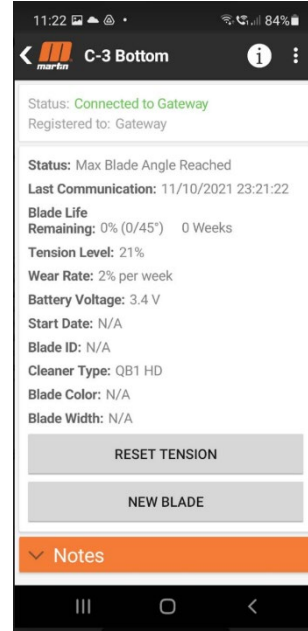 11:22 84%
martin C-3 Bottom
Status: Connected to Gateway
Registered to: Gateway
Status: Max Blade Angle Reached
Last Communication: 11/10/2021 23:21:22
Blade Life
Remaining: 0% (0/45°) 0 Weeks
Tension Level: 21%
Wear Rate: 2% per week
Battery Voltage: 3.4 V
Start Date: N/A
Blade ID: N/A
Cleaner Type: QB1 HD
Blade Color: N/A
Blade Width: N/A
RESET TENSION
NEW BLADE
Notes